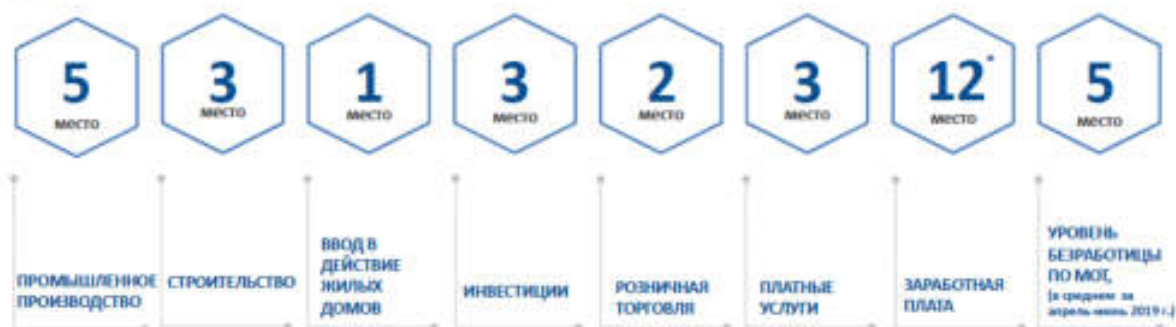 5
место
3
место
1
место
3
место
2
место
3
место
12*
место
5
место
ПРОМЫШЛЕННОЕ
ПРОИЗВОДСТВО
СТРОИТЕЛЬСТВО
ВВОД В
ДЕЙСТВИЕ
ЖИЛЫХ
ДОМОВ
ИНВЕСТИЦИИ
РОЗНИЧНАЯ
ТОРГОВЛЯ
ПЛАТНЫЕ
УСЛУГИ
ЗАРАБОТНАЯ
ПЛАТА
УРОВЕНЬ
БЕЗРАБОТИЦЫ
ПО МОТ,
(в среднем за
апрель-июнь 2019 г.)